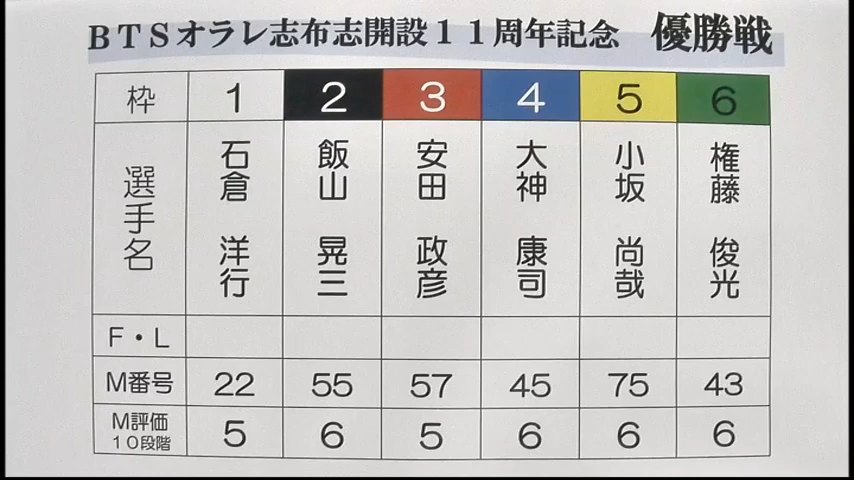 BTSオラレ志布志開設11周年記念 優勝戦
枠 1 2 3 4 5 6
選手名 石倉 洋行 飯山 晃三 安田 政彦 大神 康司 小坂 尚哉 権藤 俊光
F・L
M番号 22 55 57 45 75 43
M評価 10段階 5 6 5 6 6 6